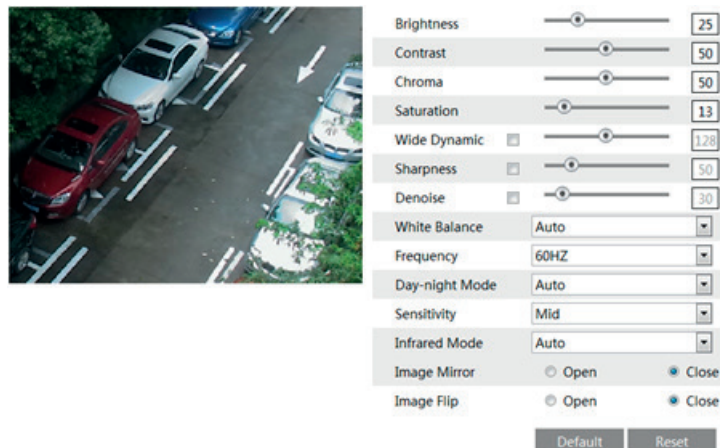 Brightness 25
Contrast 50
Chroma 50
Saturation 13
Wide Dynamic 128
Sharpness 50
Denoise 30
White Balance Auto
Frequency 60HZ
Day-night Mode Auto
Sensitivity Mid
Infrared Mode Auto
Image Mirror Open Close
Image Flip Open Close
Default Reset